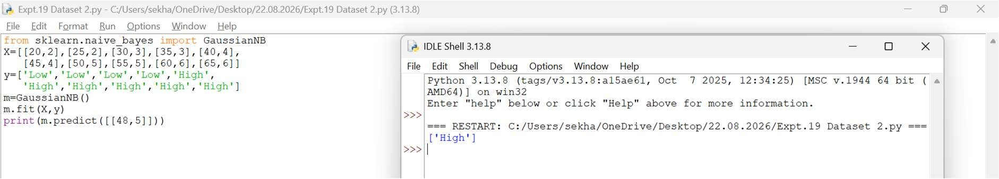 Expt.19 Dataset 2.py - C:/Users/sekha/OneDrive/Desktop/22.08.2026/Expt.19 Dataset 2.py (3.13.8)
File Edit Format Run Options Window Help
from sklearn.naive_bayes import GaussianNB
X=[[20,2],[25,2],[30,3],[35,3],[40,4],
[45,4],[50,5],[55,5],[60,6],[65,6]]
y=['Low','Low','Low','Low','High',
'High','High','High','High','High']
m=GaussianNB()
m.fit(X,y)
print(m.predict([[48,5]]))
IDLE Shell 3.13.8
File Edit Shell Debug Options Window Help
Python 3.13.8 (tags/v3.13.8:a15ae61, Oct  7 2025, 12:34:25) [MSC v.1944 64 bit (
AMD64)] on win32
Enter "help" below or click "Help" above for more information.
>>>
=== RESTART: C:/Users/sekha/OneDrive/Desktop/22.08.2026/Expt.19 Dataset 2.py ===
['High']
>>>